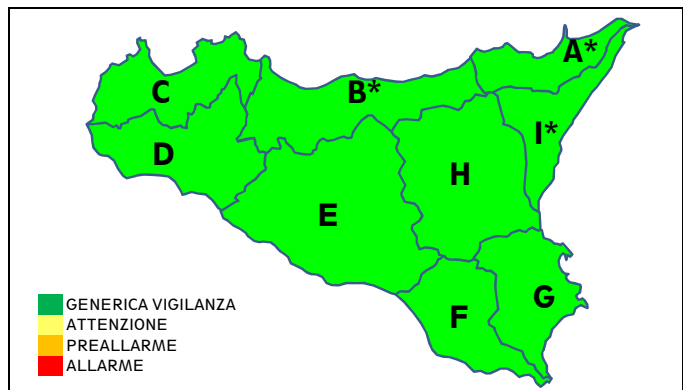 A*
C
B*
I*
D
H
E
G
F
GENERICA VIGILANZA
ATTENZIONE
PREALLARME
ALLARME